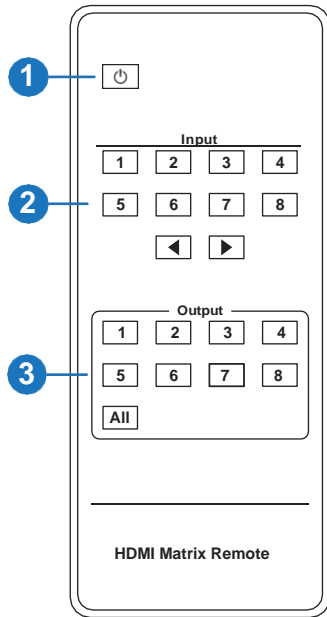 1
Input
1 2 3 4
2
5 6 7 8
Output
1 2 3 4
3
5 6 7 8
All
HDMI Matrix Remote